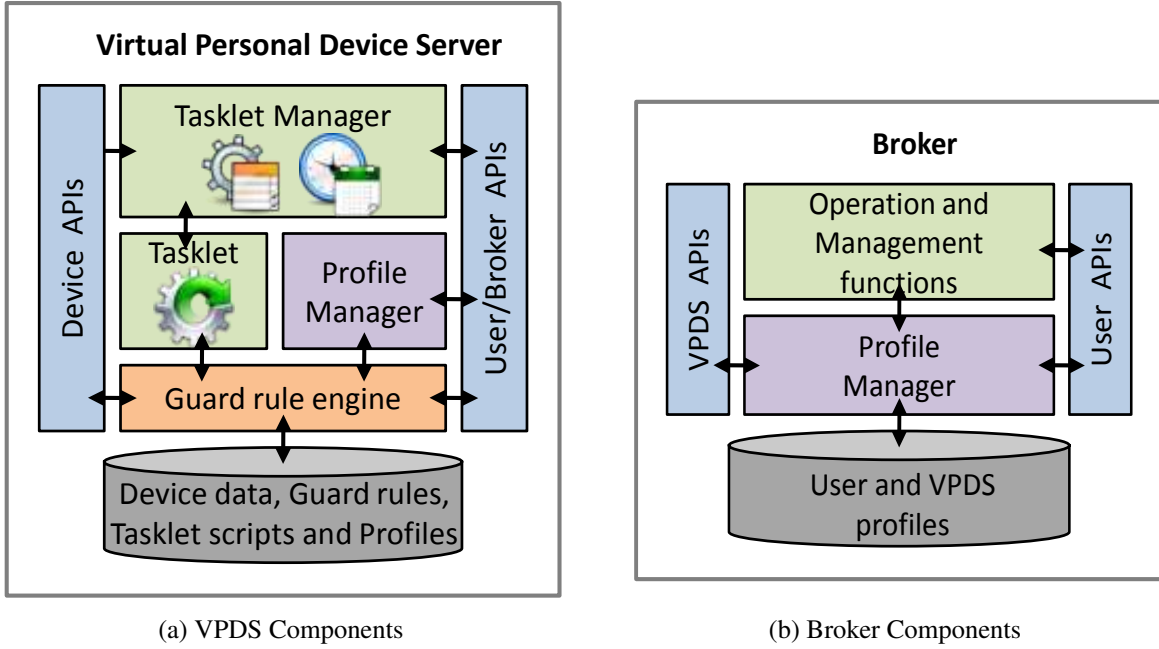 Virtual Personal Device Server
Device APIs
Tasklet Manager
User/Broker APIs
Tasklet
Profile
Manager
Guard rule engine
Device data, Guard rules,
Tasklet scripts and Profiles
(a) VPDS Components
Broker
VPDS APIs
Operation and
Management
functions
User APIs
Profile
Manager
User and VPDS
profiles
(b) Broker Components